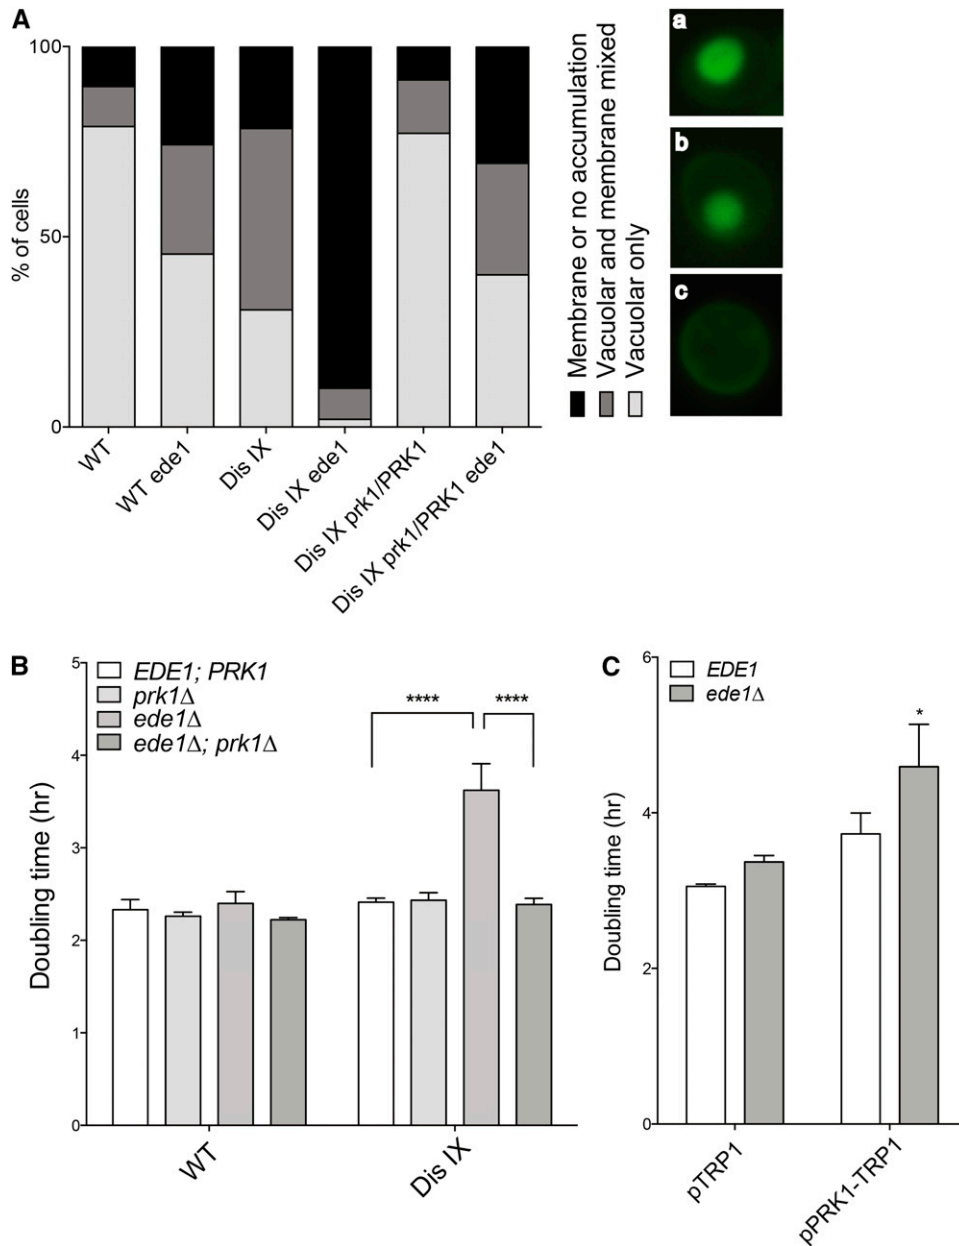 A
100
50
0
% of cells
WT
WT ede1
Dis IX
Dis IX ede1
Dis IX prk1/PRK1
Dis IX prk1/PRK1 ede1
Membrane or no accumulation
Vacuolar and membrane mixed
Vacuolar only
a
b
c
B
5
4
3
2
1
0
Doubling time (hr)
EDE1; PRK1
prk1Δ
ede1Δ
ede1Δ; prk1Δ
**** ****
WT
Dis IX
C
6
4
2
0
Doubling time (hr)
EDE1
ede1Δ
*
pTRP1
pPRK1-TRP1